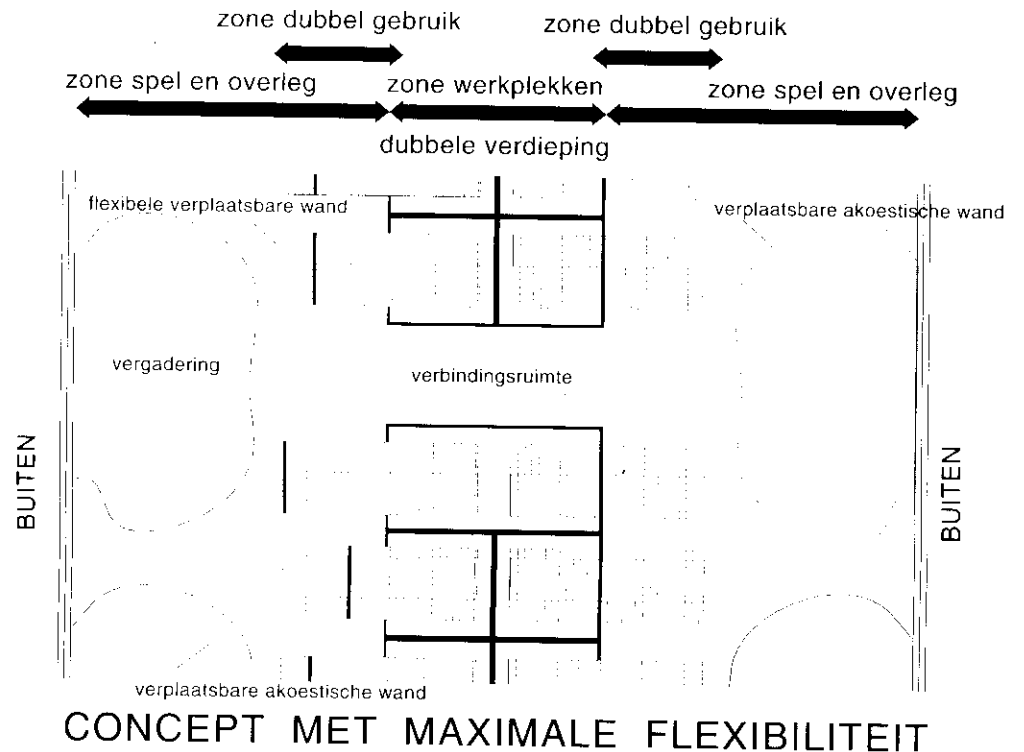 zone dubbel gebruik
zone dubbel gebruik
zone spel en overleg
zone werkplekken
zone spel en overleg
dubbele verdieping
flexibele verplaatsbare wand
verplaatsbare akoestische wand
vergadering
verbindingsruimte
BUITEN
BUITEN
verplaatsbare akoestische wand
CONCEPT MET MAXIMALE FLEXIBILITEIT